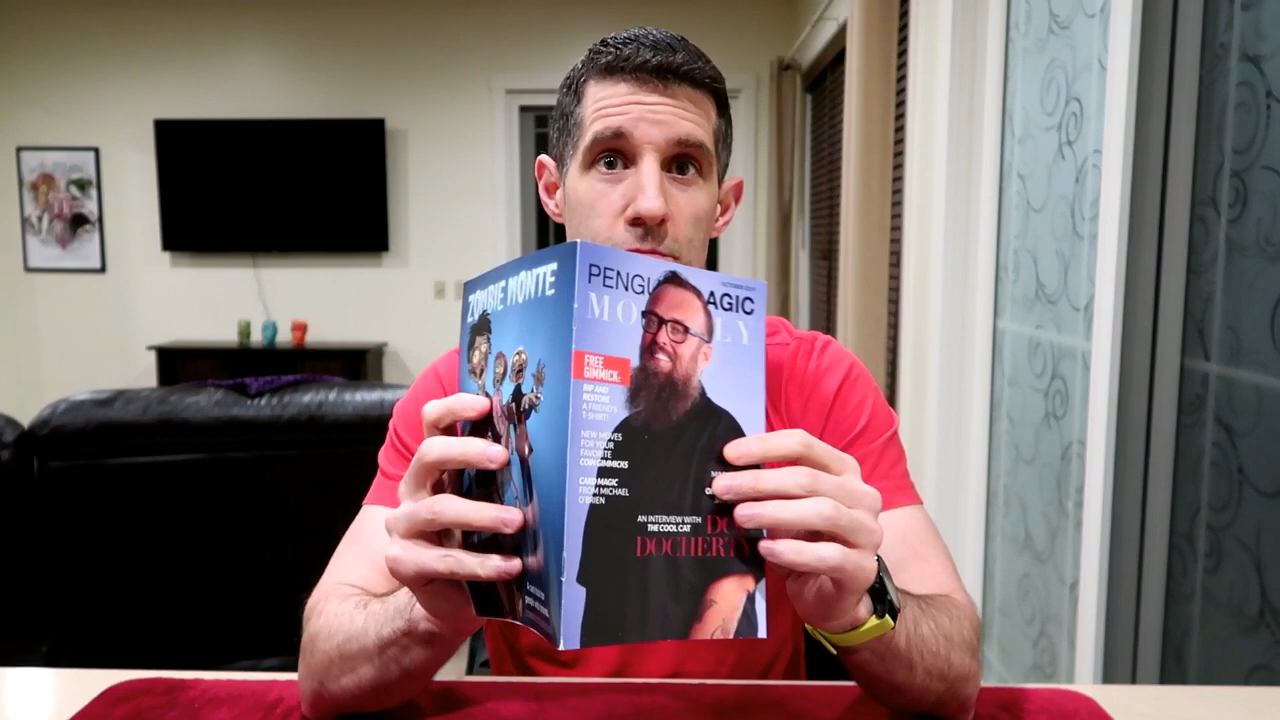 ZOMBIE MONTE
PENGU AGIC
MO LY
FREE
GIMMICK:
RIP AND
RESTORE
A FRIEND'S
T-SHIRT!
NEW MOVES
FOR YOUR
FAVORITE
COIN GIMMICKS
CARD MAGIC
FROM MICHAEL
O'BRIEN
AN INTERVIEW WITH
THE COOL CAT
DOCHERTY